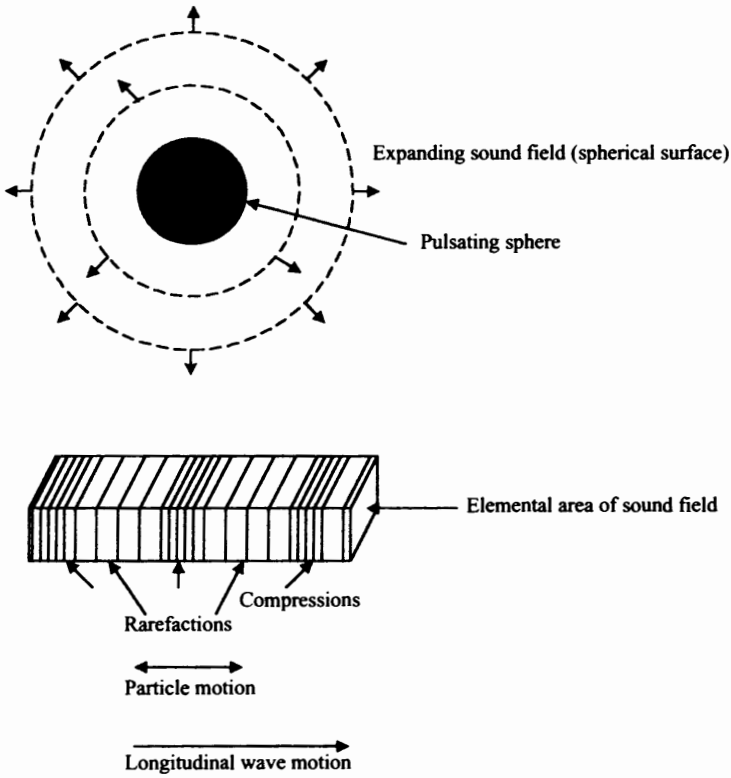 Expanding sound field (spherical surface)
Pulsating sphere
Elemental area of sound field
Compressions
Rarefactions
Particle motion
Longitudinal wave motion